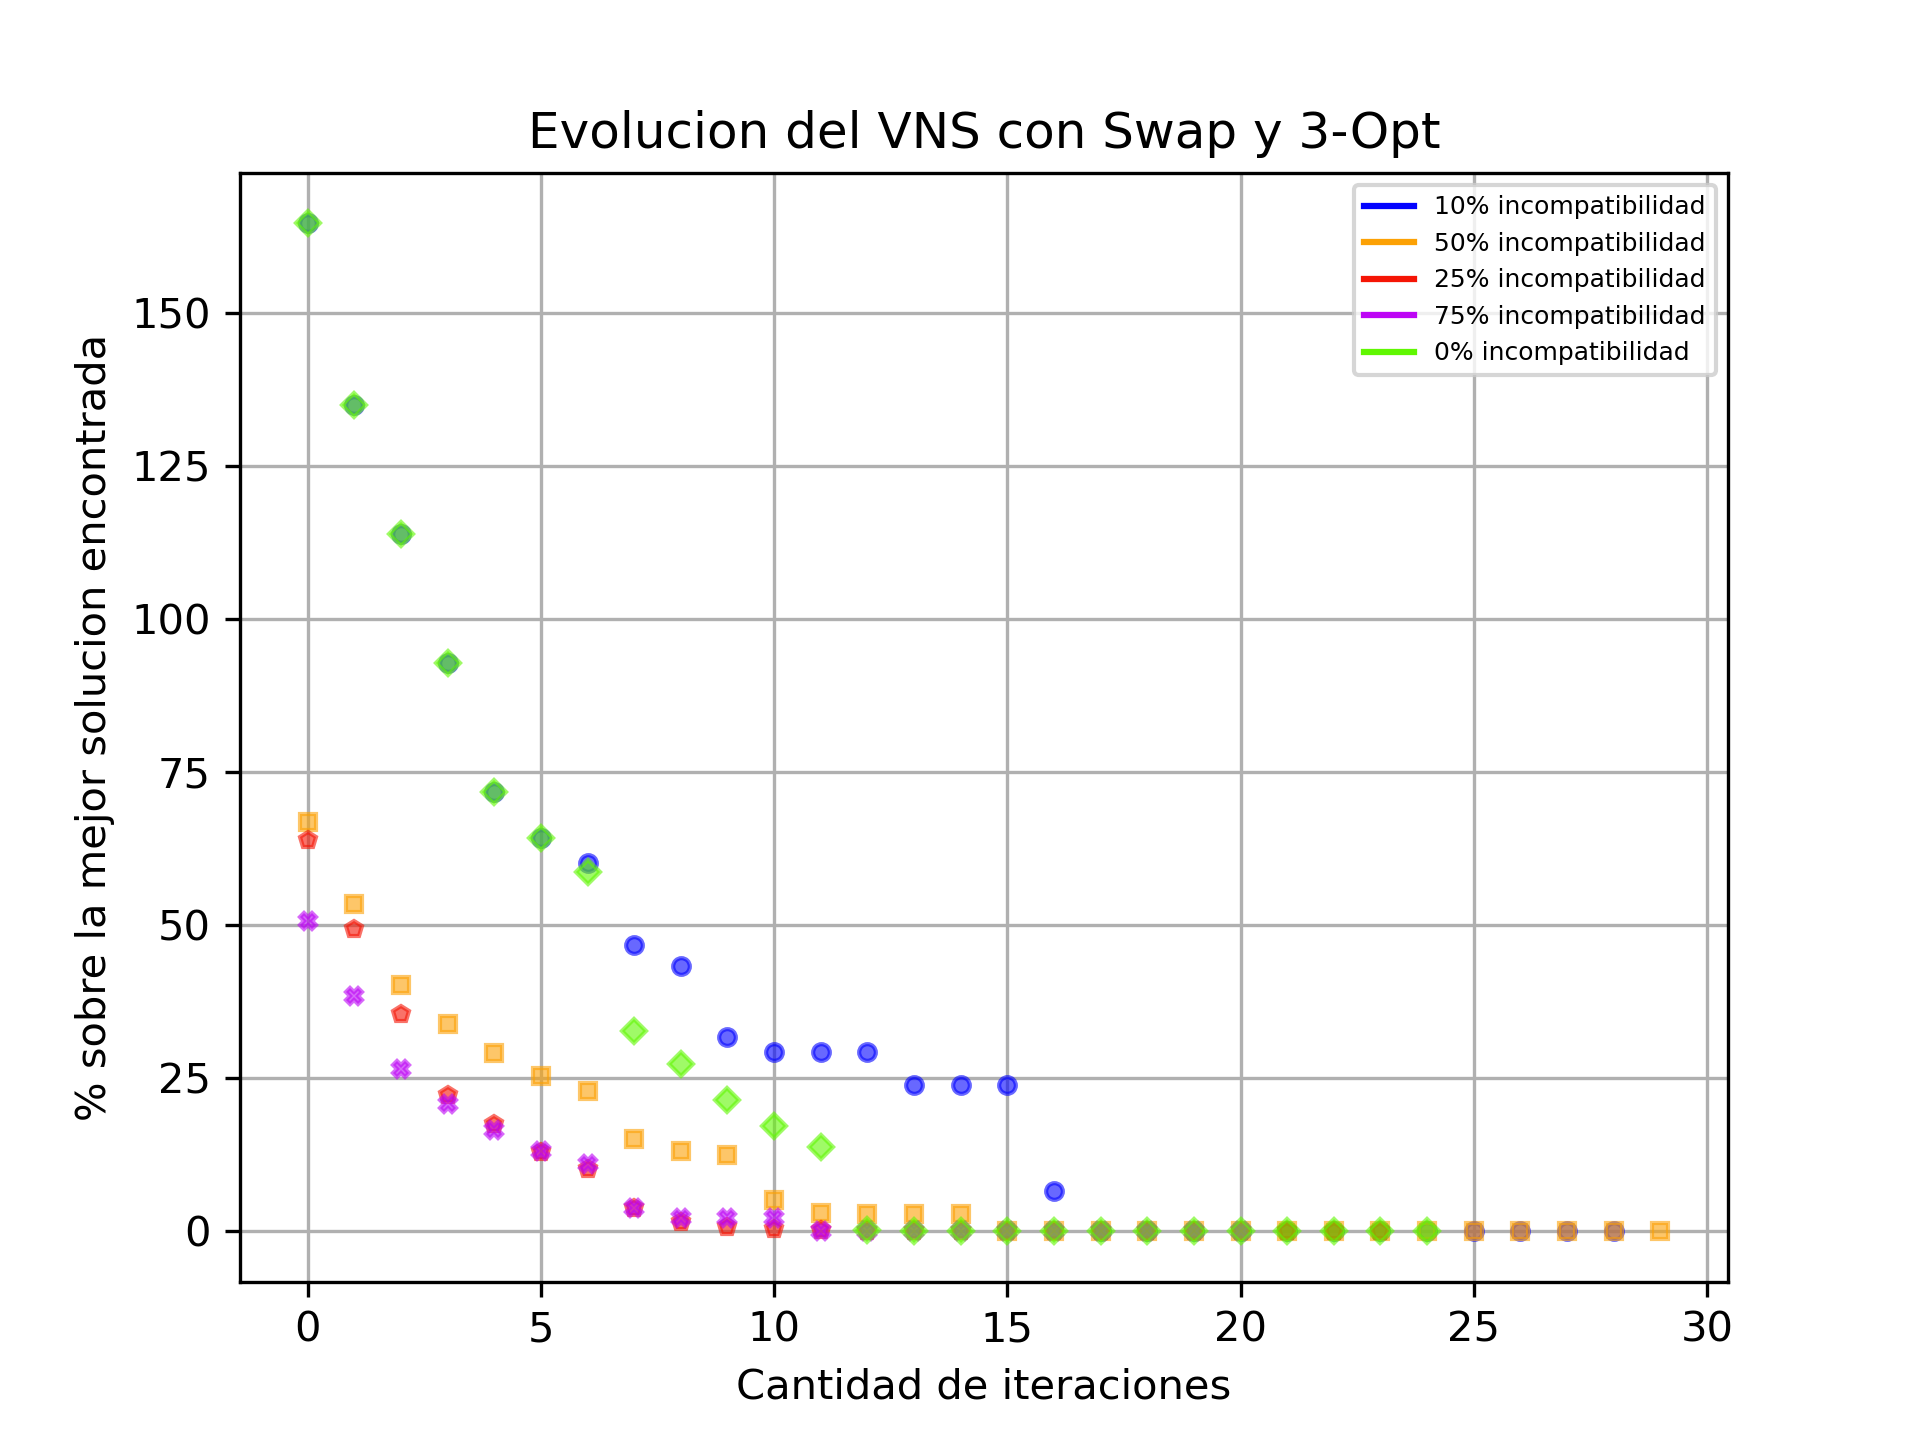 Evolucion del VNS con Swap y 3-Opt
10% incompatibilidad
50% incompatibilidad
25% incompatibilidad
75% incompatibilidad
0% incompatibilidad
% sobre la mejor solucion encontrada
150
125
100
75
50
25
0
0 5 10 15 20 25 30
Cantidad de iteraciones